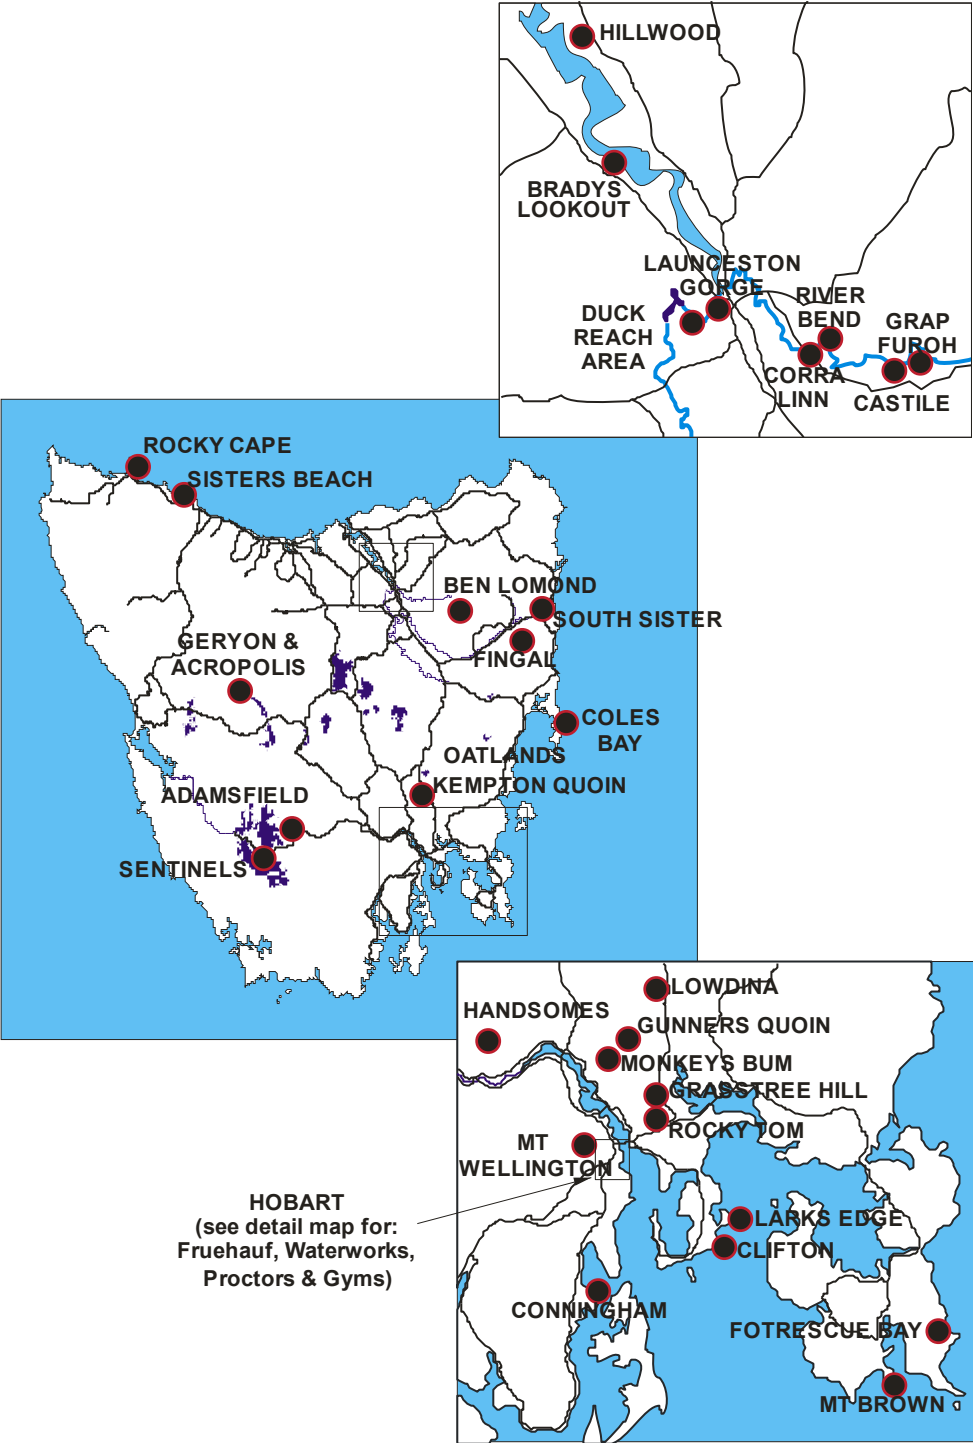 HILLWOOD
BRADYS
LOOKOUT
LAUNCESTON
GORGE
DUCK
REACH
AREA
RIVER
BEND
GRAP
FUROH
CORRA
LINN
CASTILE
ROCKY CAPE
SISTERS BEACH
BEN LOMOND
SOUTH SISTER
FINGAL
GERYON &
ACROPOLIS
COLES
BAY
OATLANDS
KEMPTON QUOIN
ADAMSFIELD
SENTINELS
LOWDINA
HANDSOMES
GUNNERS QUOIN
MONKEYS BUM
GRASSTREE HILL
ROCKY TOM
MT
WELLINGTON
HOBART
(see detail map for:
Fruehauf, Waterworks,
Proctors & Gyms)
LARKS EDGE
CLIFTON
CONNINGHAM
FOTRESCUE BAY
MT BROWN